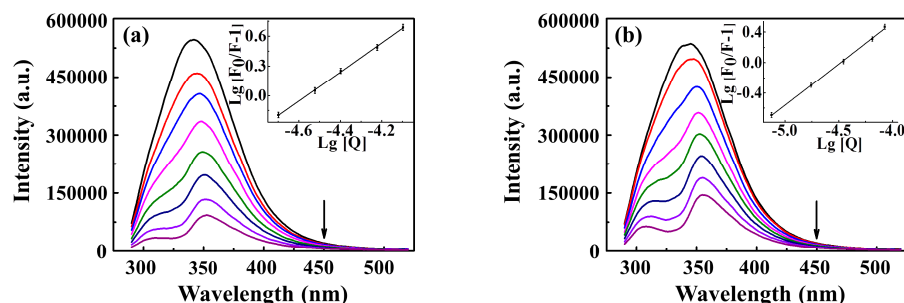 (a)
Intensity (a.u.)
600000
450000
300000
150000
0
300 350 400 450 500
Wavelength (nm)
Lg [F0/F-1]
0.6
0.3
0.0
-4.6 -4.4 -4.2
Lg [Q]
(b)
Intensity (a.u.)
600000
450000
300000
150000
0
300 350 400 450 500
Wavelength (nm)
Lg [F0/F-1]
0.4
0.0
-0.4
-5.0 -4.5 -4.0
Lg [Q]